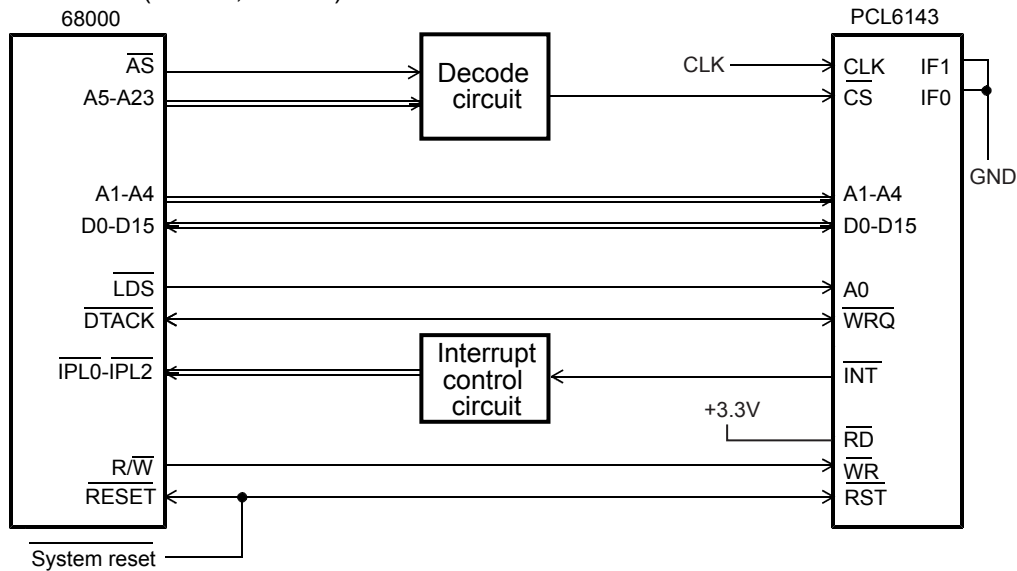 68000
PCL6143
AS
A5-A23
Decode
circuit
CLK
CLK
CS
IF1
IF0
GND
A1-A4
D0-D15
A1-A4
D0-D15
LDS
DTACK
A0
WRQ
IPL0-IPL2
Interrupt
control
circuit
INT
+3.3V
RD
R/W
RESET
WR
RST
System reset